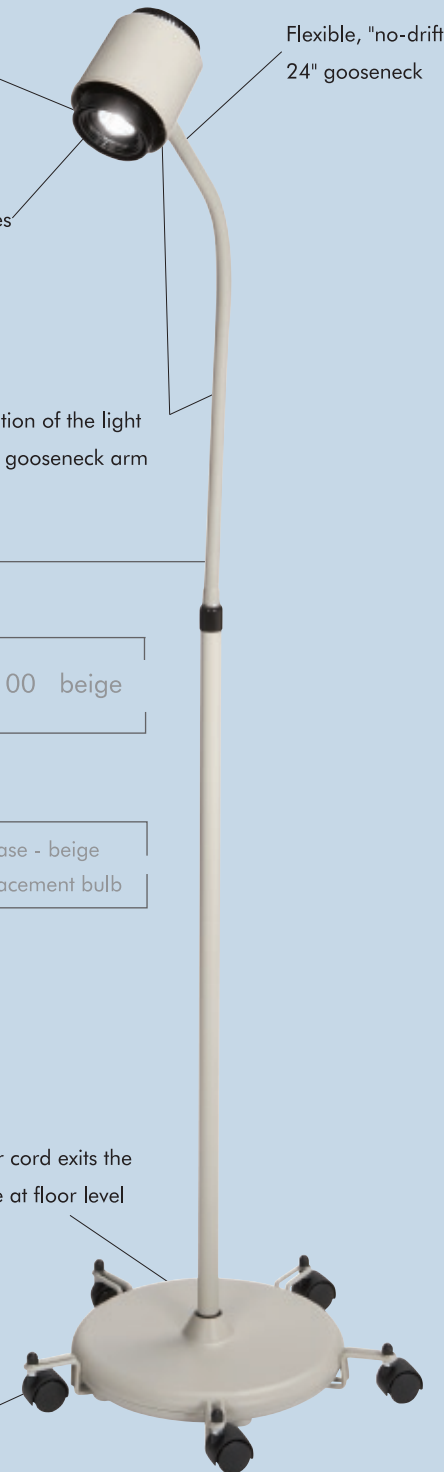 Flexible, "no-drift
24" gooseneck
es
tion of the light
gooseneck arm
00 beige
ase - beige
acement bulb
r cord exits the
e at floor level